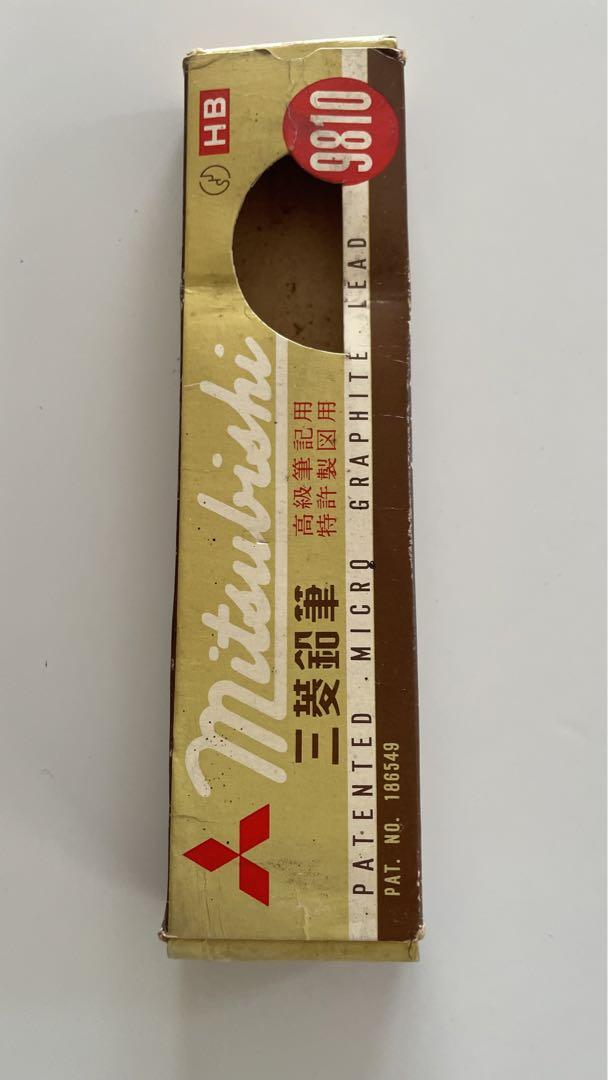 HB
9810
Mitsubishi
高級筆記用
特許製図用
三菱鉛筆
PATENTED · MICRO GRAPHITE · LEAD
PAT. NO. 186549